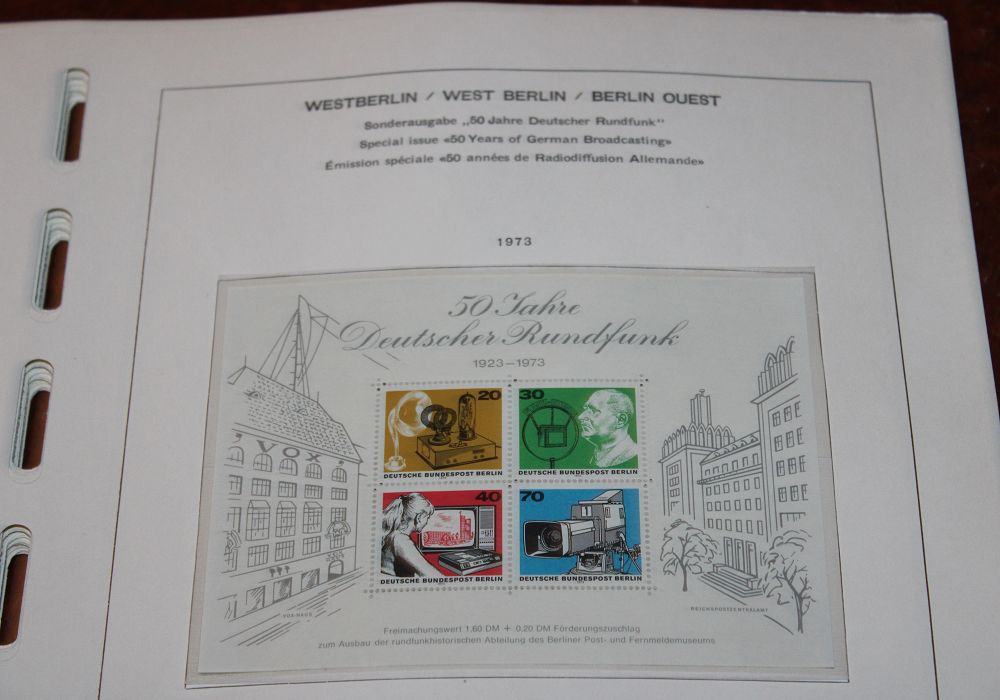 WESTBERLIN / WEST BERLIN / BERLIN OUEST
Sonderausgabe „50 Jahre Deutscher Rundfunk"
Special issue «50 Years of German Broadcasting»
Émission spéciale «50 années de Radiodiffusion Allemande»
1973
50 Jahre
Deutscher Rundfunk
1923–1973
20
DEUTSCHE BUNDESPOST BERLIN
30
DEUTSCHE BUNDESPOST BERLIN
VOX
40
DEUTSCHE BUNDESPOST BERLIN
70
DEUTSCHE BUNDESPOST BERLIN
VOX-HAUS
REICHSPOSTZENTRALAMT
Freimachungswert 1,60 DM + 0,20 DM Förderungszuschlag
zum Ausbau der rundfunkhistorischen Abteilung des Berliner Post- und Fernmeldemuseums